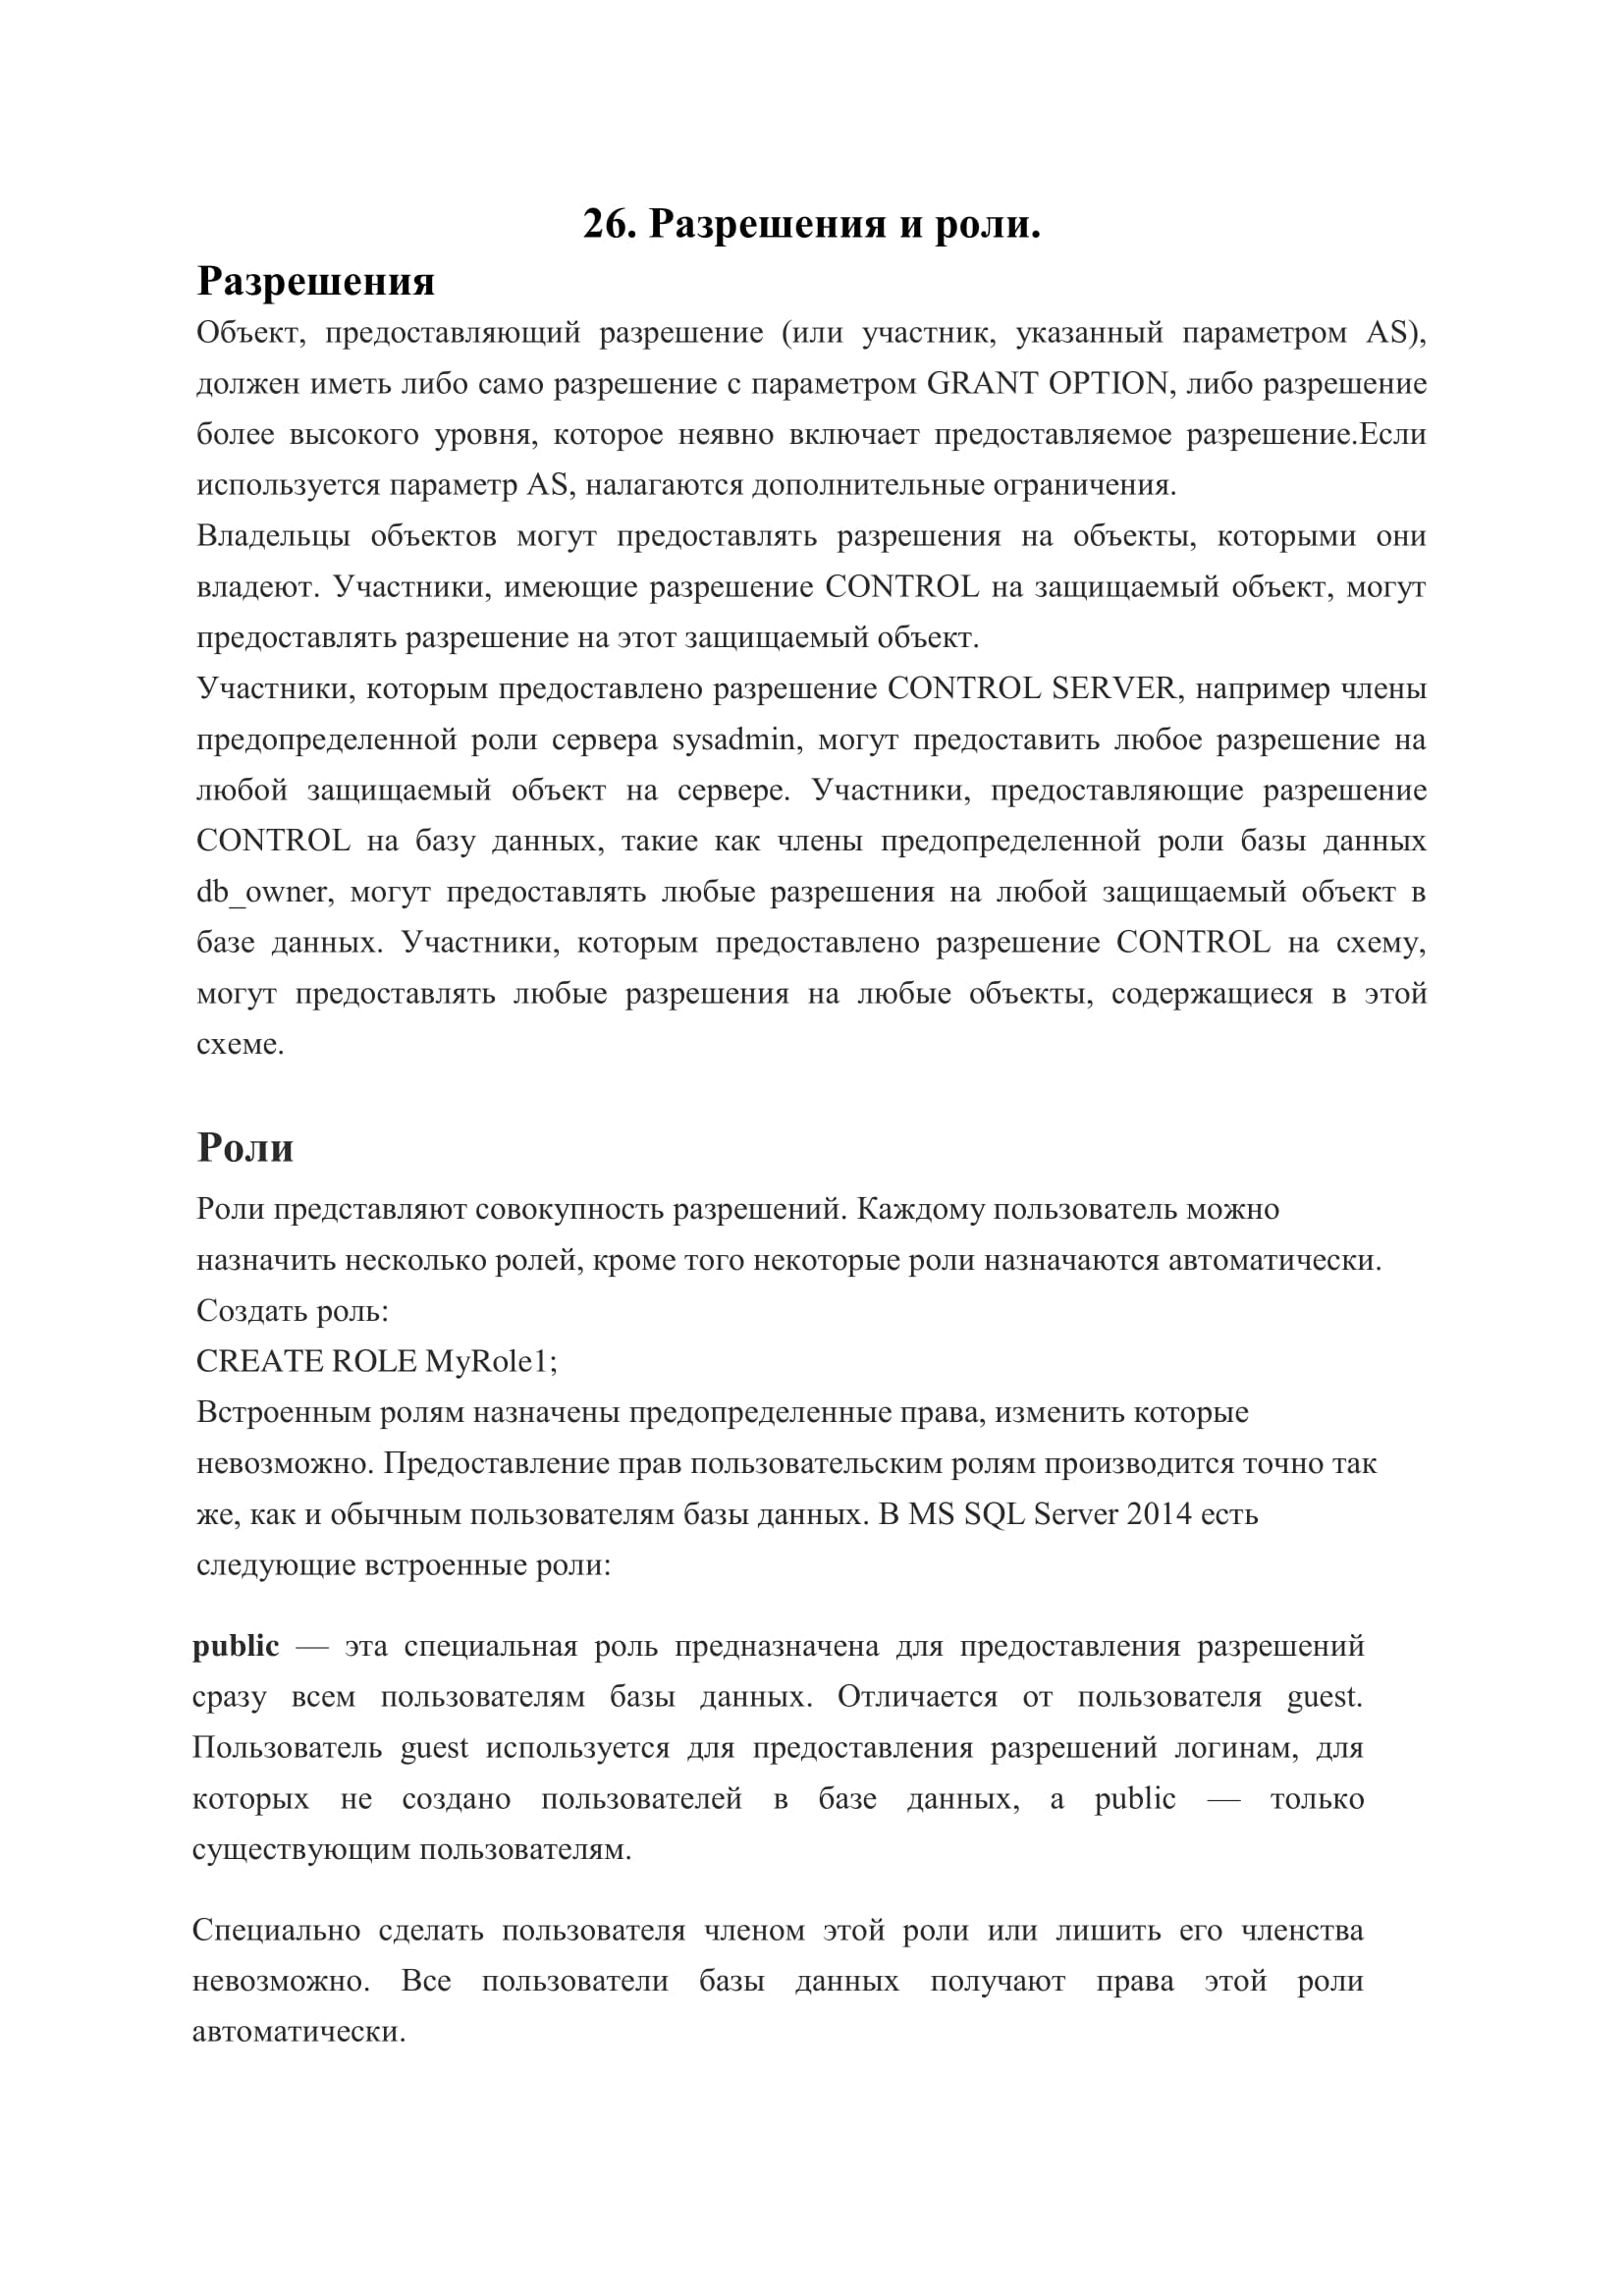 26. Разрешения и роли.
Разрешения
Объект, предоставляющий разрешение (или участник, указанный параметром AS),
должен иметь либо само разрешение с параметром GRANT OPTION, либо разрешение
более высокого уровня, которое неявно включает предоставляемое разрешение.Если
используется параметр AS, налагаются дополнительные ограничения.
Владельцы объектов могут предоставлять разрешения на объекты, которыми они
владеют. Участники, имеющие разрешение CONTROL на защищаемый объект, могут
предоставлять разрешение на этот защищаемый объект.
Участники, которым предоставлено разрешение CONTROL SERVER, например члены
предопределенной роли сервера sysadmin, могут предоставить любое разрешение на
любой защищаемый объект на сервере. Участники, предоставляющие разрешение
CONTROL на базу данных, такие как члены предопределенной роли базы данных
db_owner, могут предоставлять любые разрешения на любой защищаемый объект в
базе данных. Участники, которым предоставлено разрешение CONTROL на схему,
могут предоставлять любые разрешения на любые объекты, содержащиеся в этой
схеме.
Роли
Роли представляют совокупность разрешений. Каждому пользователь можно
назначить несколько ролей, кроме того некоторые роли назначаются автоматически.
Создать роль:
CREATE ROLE MyRole1;
Встроенным ролям назначены предопределенные права, изменить которые
невозможно. Предоставление прав пользовательским ролям производится точно так
же, как и обычным пользователям базы данных. В MS SQL Server 2014 есть
следующие встроенные роли:
public — эта специальная роль предназначена для предоставления разрешений
сразу всем пользователям базы данных. Отличается от пользователя guest.
Пользователь guest используется для предоставления разрешений логинам, для
которых не создано пользователей в базе данных, а public — только
существующим пользователям.
Специально сделать пользователя членом этой роли или лишить его членства
невозможно. Все пользователи базы данных получают права этой роли
автоматически.